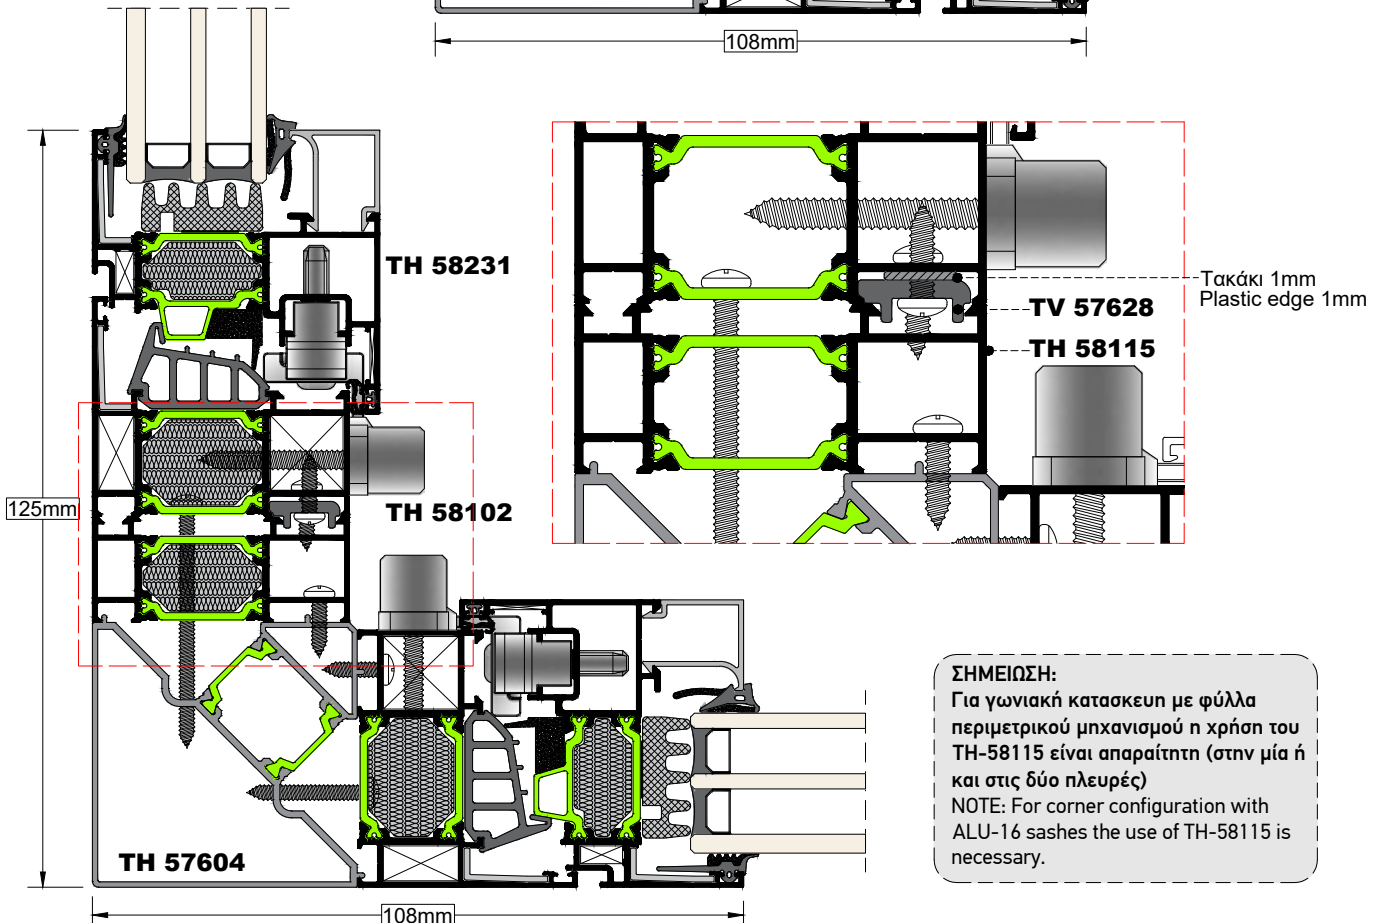 108mm
TH 58231
Τακάκι 1mm
Plastic edge 1mm
TV 57628
TH 58115
125mm
TH 58102
ΣΗΜΕΙΩΣΗ:
Για γωνιακή κατασκευη με φύλλα
περιμετρικού μηχανισμού η χρήση του
TH-58115 είναι απαραίτητη (στην μία ή
και στις δύο πλευρές)
NOTE: For corner configuration with
ALU-16 sashes the use of TH-58115 is
necessary.
TH 57604
108mm